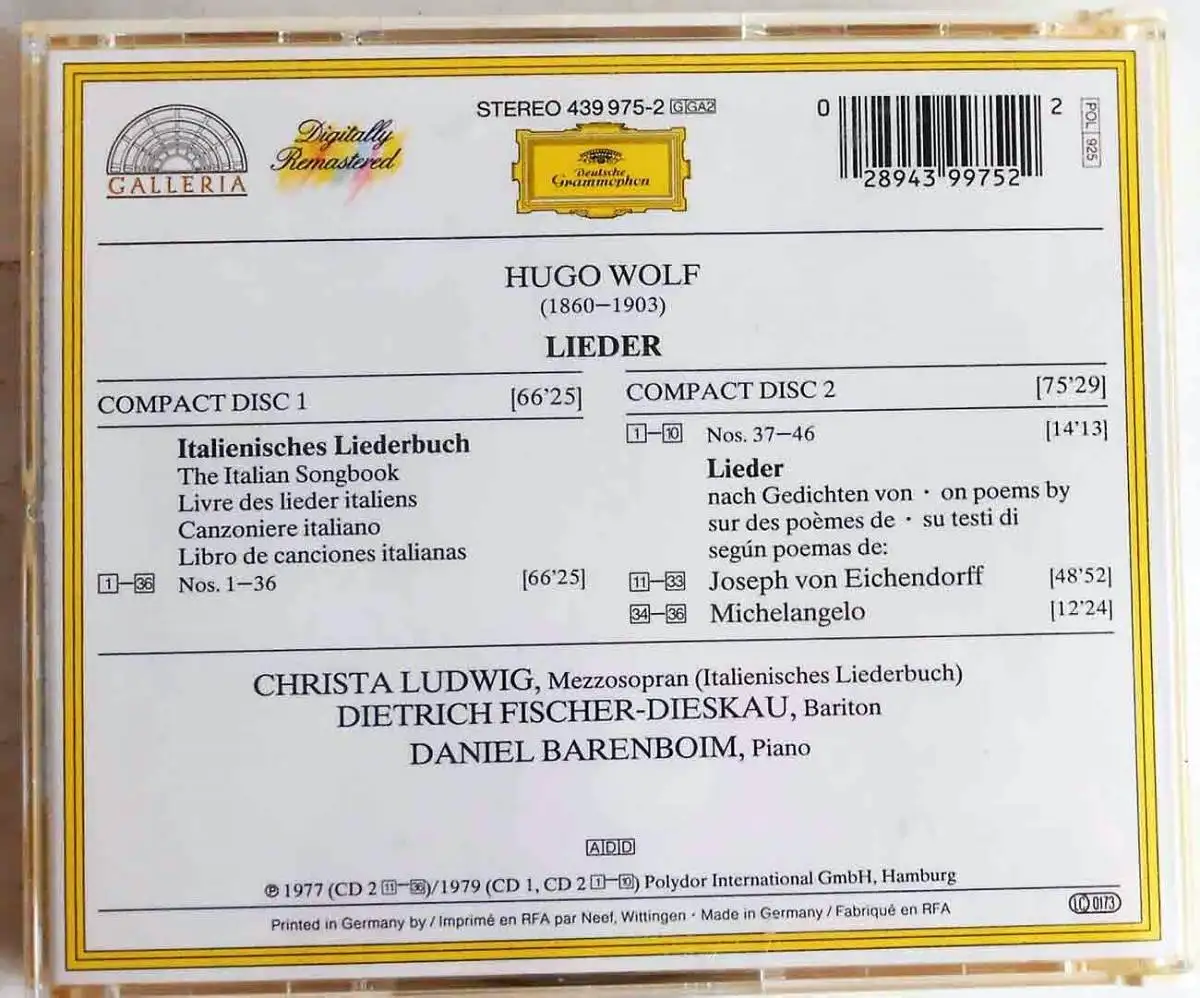 GALLERIA
Digitally
Remastered
STEREO 439 975-2 G GA2
Deutsche
Grammophon
0 28943 99752 2
POL 925
HUGO WOLF
(1860–1903)
LIEDER
COMPACT DISC 1 [66'25]
Italienisches Liederbuch
The Italian Songbook
Livre des lieder italiens
Canzoniere italiano
Libro de canciones italianas
1–36 Nos. 1–36 [66'25]
COMPACT DISC 2 [75'29]
1–10 Nos. 37–46 [14'13]
Lieder
nach Gedichten von · on poems by
sur des poèmes de · su testi di
según poemas de:
11–33 Joseph von Eichendorff [48'52]
34–36 Michelangelo [12'24]
CHRISTA LUDWIG, Mezzosopran (Italienisches Liederbuch)
DIETRICH FISCHER-DIESKAU, Bariton
DANIEL BARENBOIM, Piano
ADD
℗ 1977 (CD 2 11–36)/1979 (CD 1, CD 2 1–10) Polydor International GmbH, Hamburg
Printed in Germany by / Imprimé en RFA par Neef, Wittingen · Made in Germany / Fabriqué en RFA
LC 0173